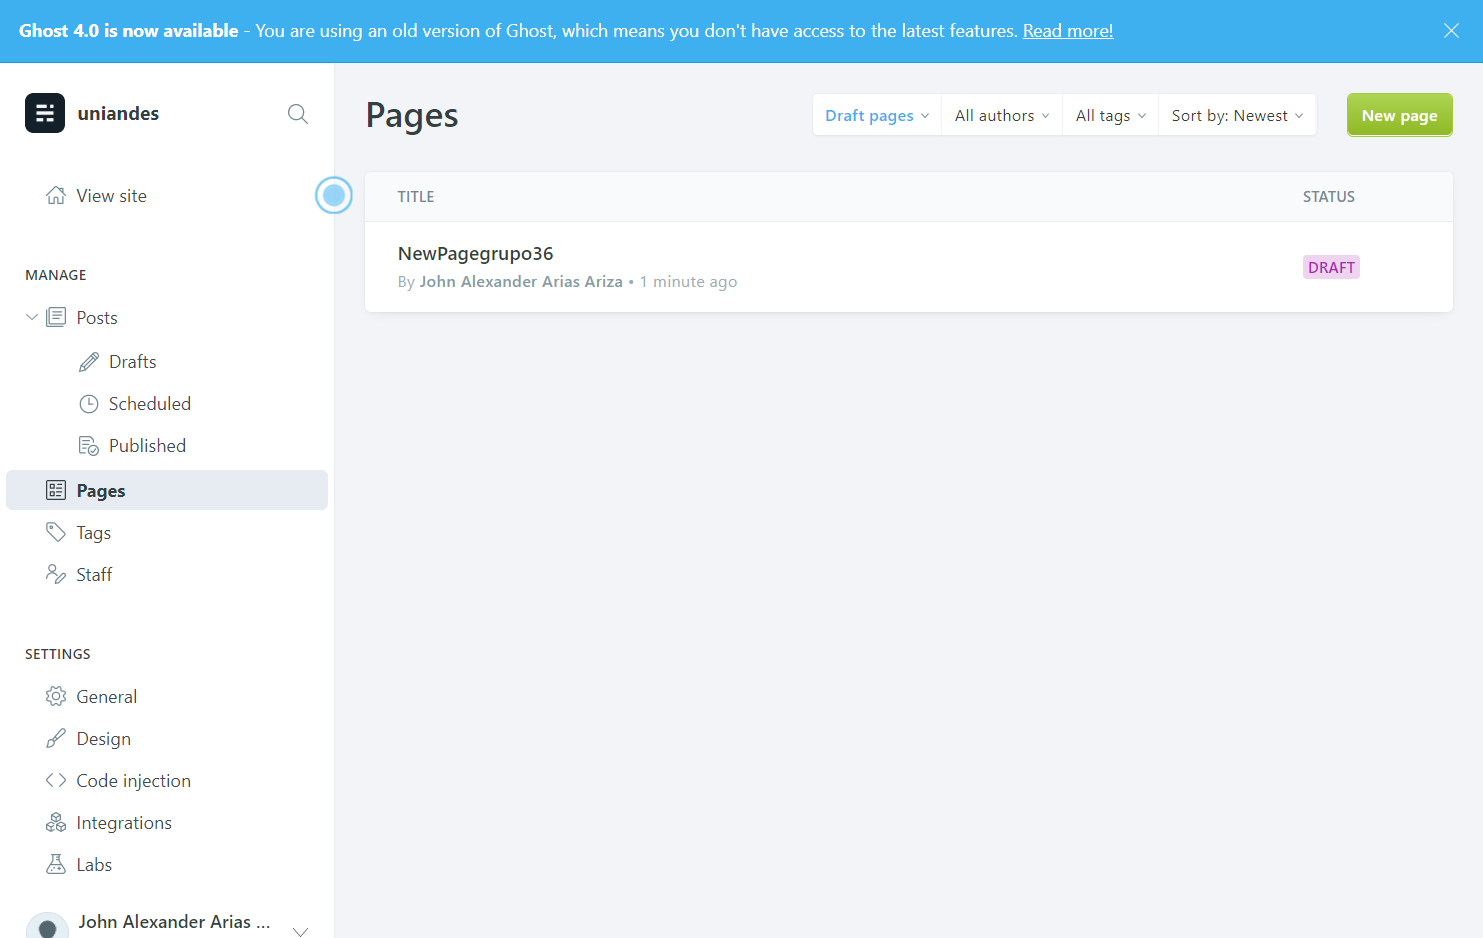 Ghost 4.0 is now available - You are using an old version of Ghost, which means you don't have access to the latest features. Read more!
uniandes
View site
MANAGE
Posts
Drafts
Scheduled
Published
Pages
Tags
Staff
SETTINGS
General
Design
Code injection
Integrations
Labs
John Alexander Arias ...
Pages
Draft pages All authors All tags Sort by: Newest New page
TITLE STATUS
NewPagegrupo36
By John Alexander Arias Ariza • 1 minute ago
DRAFT